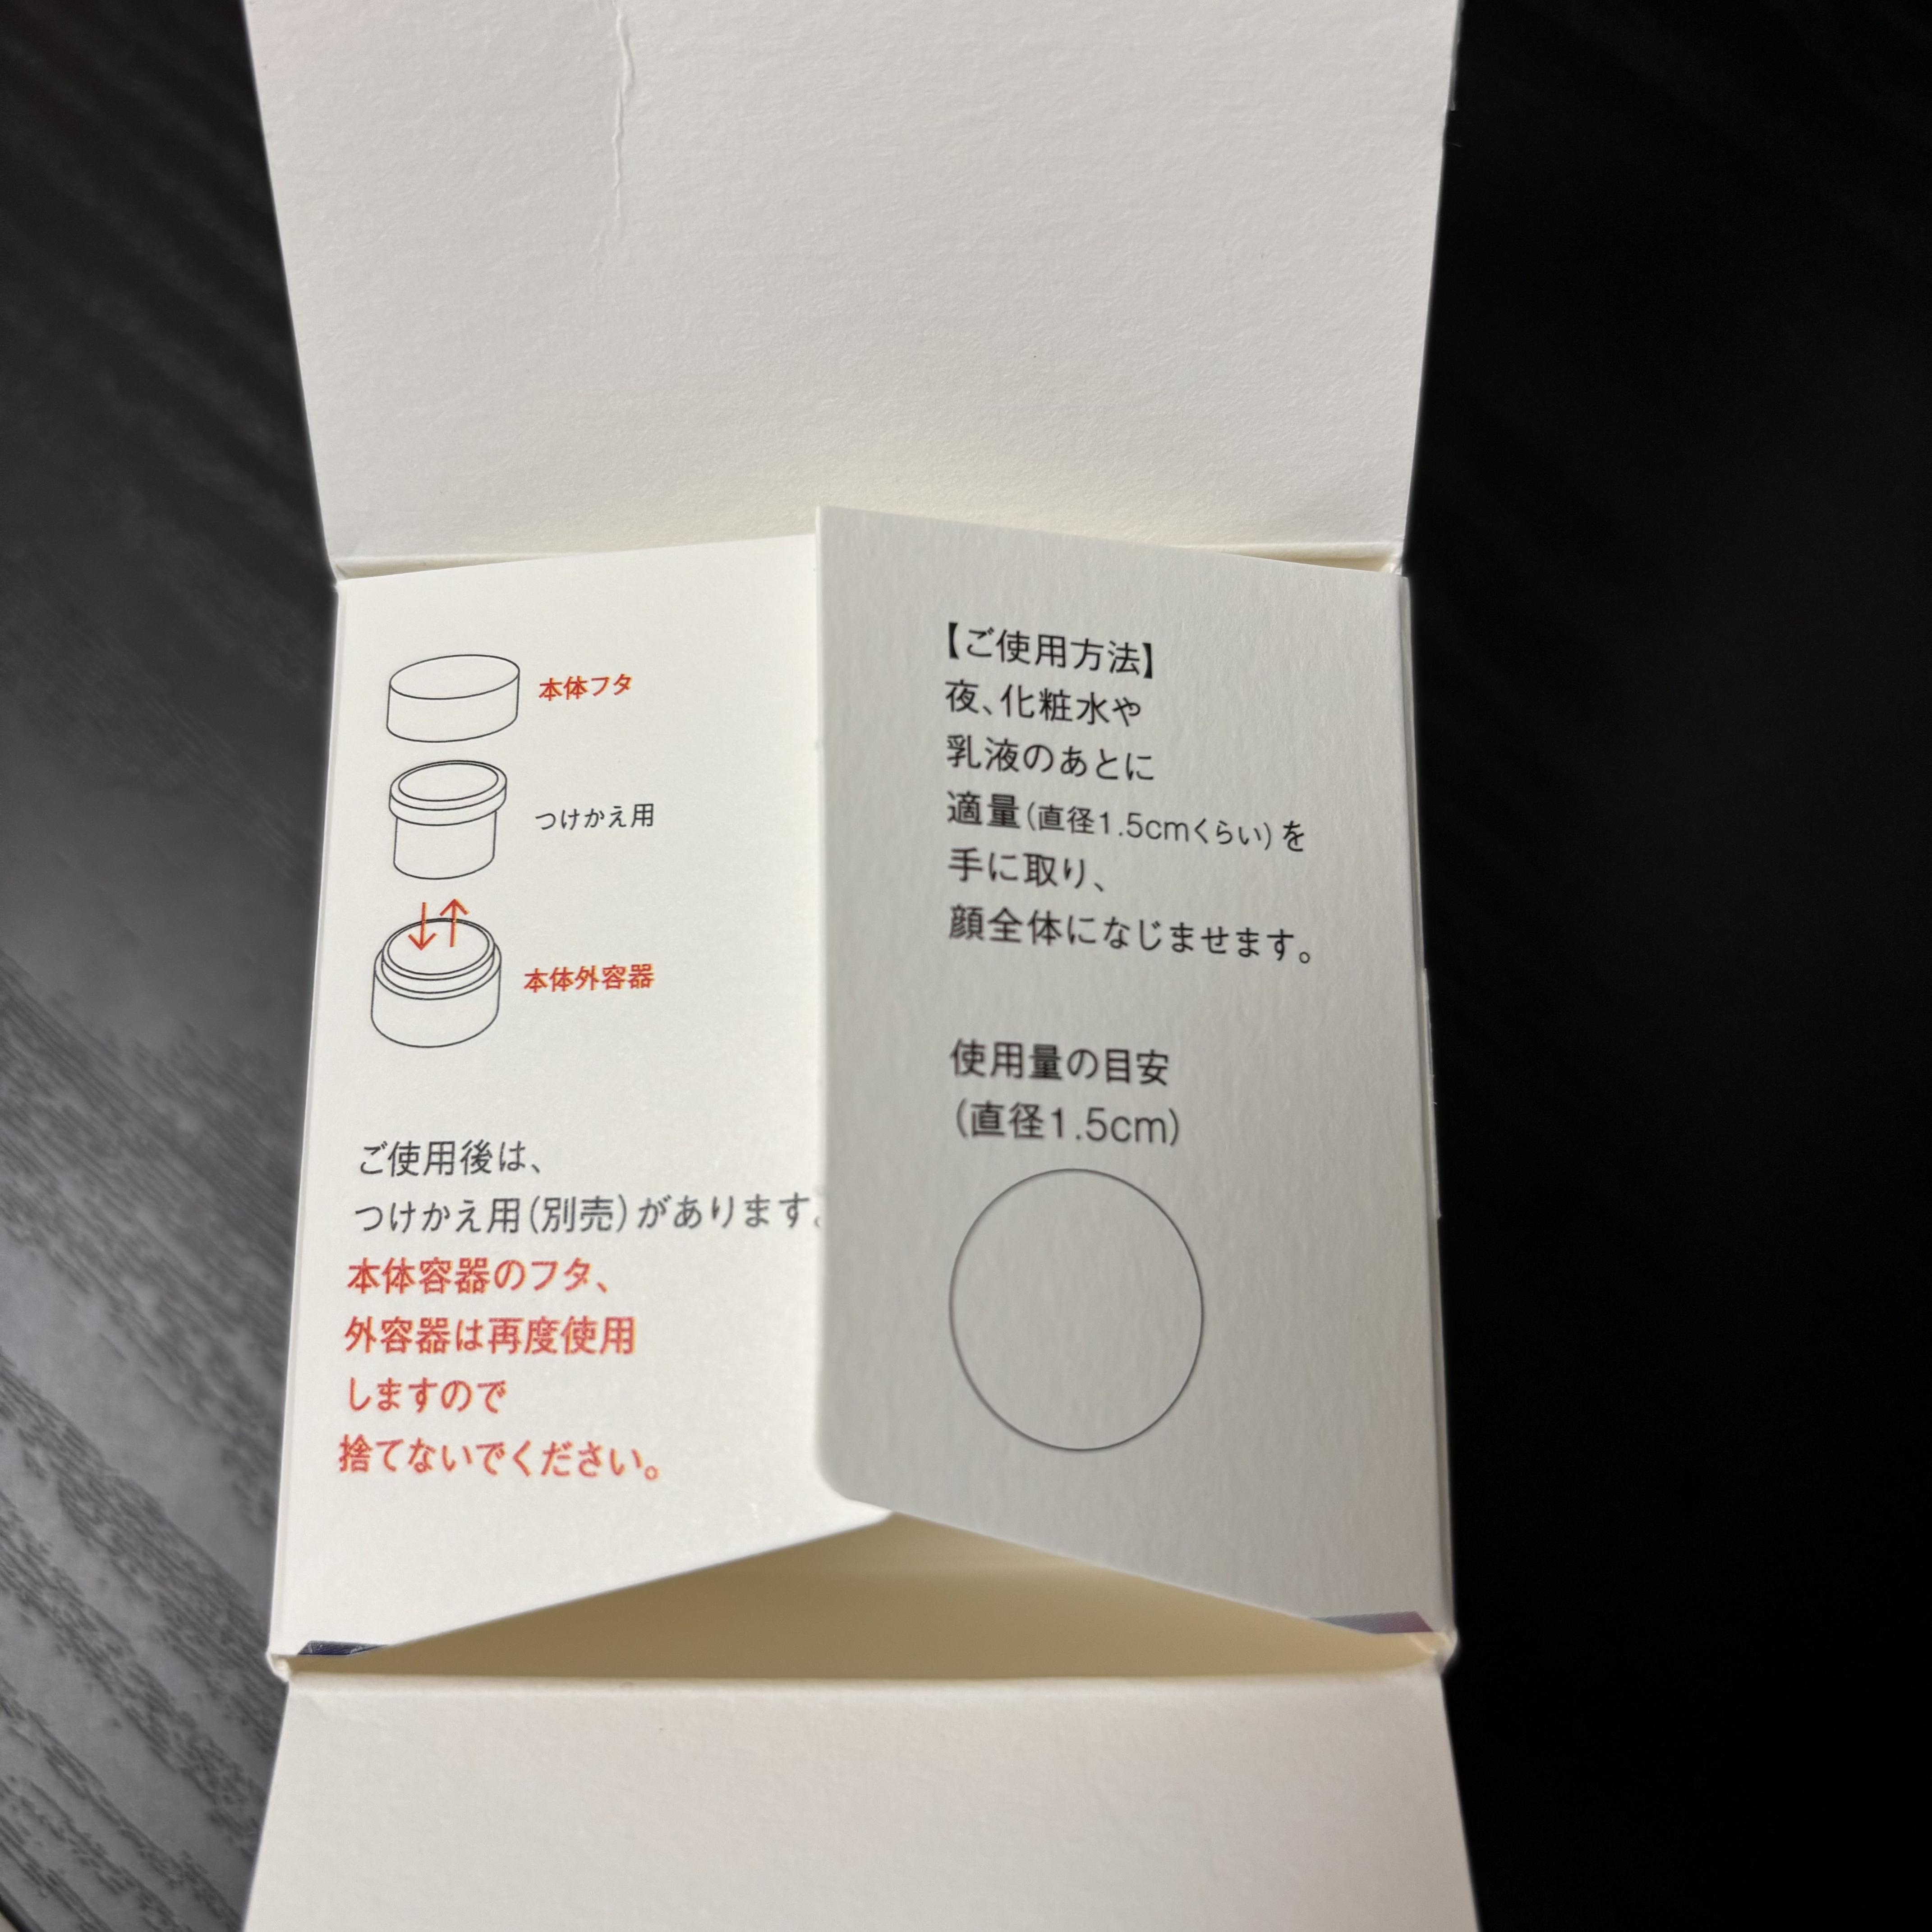 本体フタ
つけかえ用
本体外容器
ご使用後は、
つけかえ用(別売)があります。
本体容器のフタ、
外容器は再度使用
しますので
捨てないでください。
【ご使用方法】
夜、化粧水や
乳液のあとに
適量(直径1.5cmくらい)を
手に取り、
顔全体になじませます。
使用量の目安
(直径1.5cm)